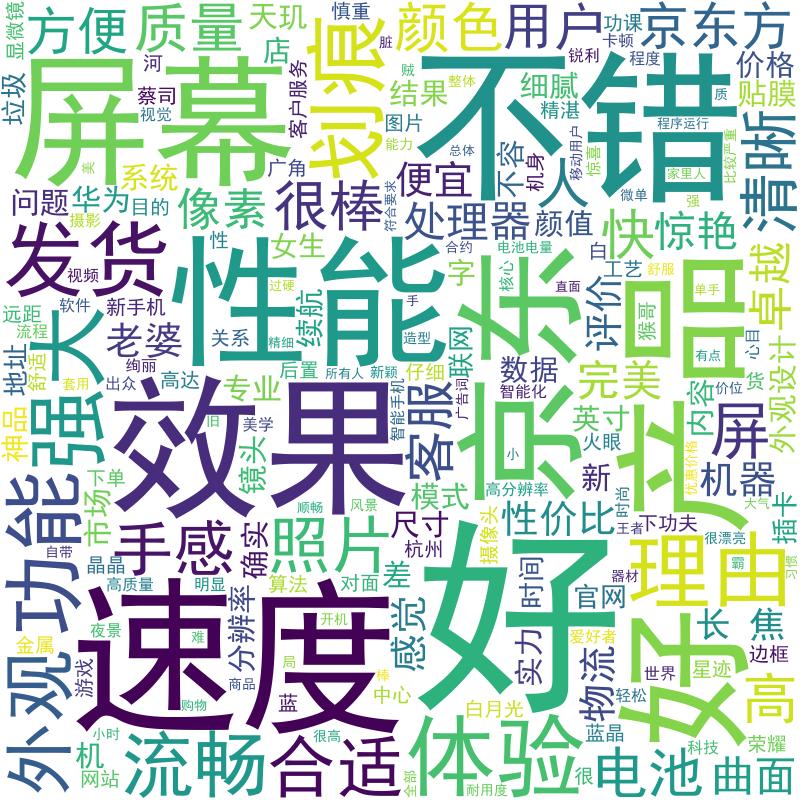 显微镜
方便
质量
天玑
店
慎重
脏
划痕
颜色
用户
功课
卡顿
锐利
京东方
垃圾
屏幕
河
蔡司
视觉
客户服务
贼
整体
结果
不错
细腻
精湛
程度
价格
贴膜
质
图片
能力
程序运行
清晰
美
系统
广角
总体
不容
机身
移动用户
惊喜
家里人
比较严重
问题
华为
目的
摄影
像素
很棒
符合要求
便宜
人
微单
强
处理器
颜值
快
惊艳
发货
视频
性
女生
性能
合约
电池电量
白
工艺
舒服
卓越
字
京东
核心
直面
评价
产品
单手
远距
软件
新手机
过硬
续航
手
猴哥
流程
强大
老婆
关系
精细
造型
联网
有点
心目
地址
舒适
绚丽
后置
所有人
新颖
仔细
数据
完美
外观设计
套用
出众
高达
专业
广告词
智能化
价位
神品
效果
旧
美学
智能手机
客服
英寸
内容
屏
镜头
小
火眼
优惠价格
功能
市场
下单
新
机器
模式
高分辨率
顺畅
风景
时尚
大气
手感
确实
照片
尺寸
摄像头
性价比
王者
下功夫
很漂亮
插卡
自带
杭州
晶晶
霸
习惯
高质量
明显
算法
对面
差
好
时间
器材
理由
速度
分辨率
官网
外观
金属
夜景
难
开机
感觉
实力
爱好者
好
长
焦
游戏
局
棒
物流
世界
星迹
边框
商品
蓝
中心
购物
白月光
轻松
高
小时
很高
蓝晶
科技
荣耀
机
网站
流畅
合适
全部
体验
耐用度
很
电池
曲面